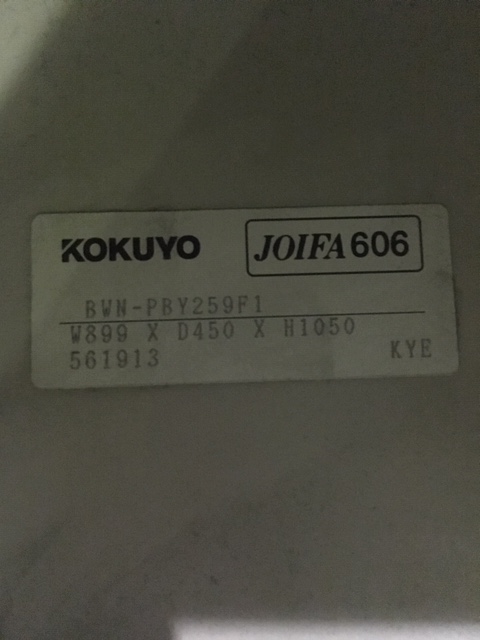 KOKUYO JOIFA 606
BWN-PBY259F1
W899 X D450 X H1050
561913 KYE